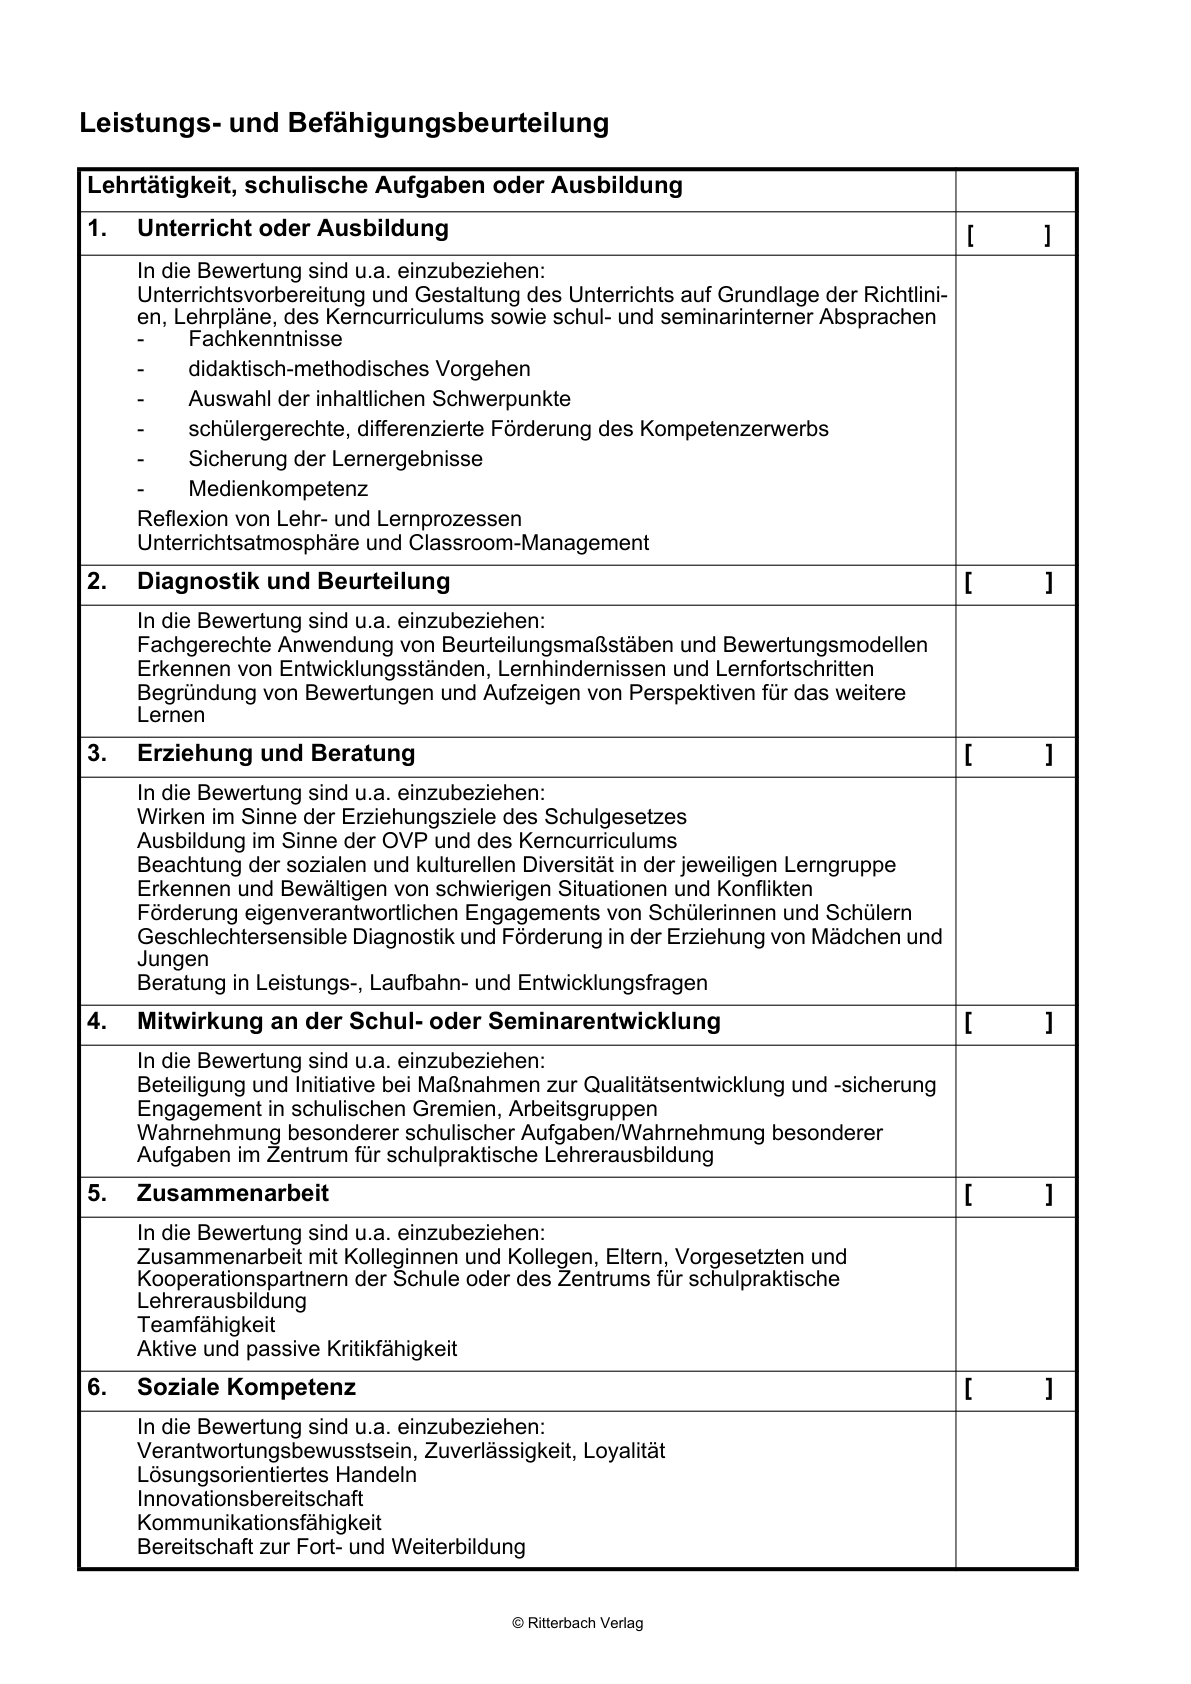 Leistungs- und Befähigungsbeurteilung
Lehrtätigkeit, schulische Aufgaben oder Ausbildung
1. Unterricht oder Ausbildung [ ]
In die Bewertung sind u.a. einzubeziehen:
Unterrichtsvorbereitung und Gestaltung des Unterrichts auf Grundlage der Richtlini-
en, Lehrpläne, des Kerncurriculums sowie schul- und seminarinterner Absprachen
- Fachkenntnisse
- didaktisch-methodisches Vorgehen
- Auswahl der inhaltlichen Schwerpunkte
- schülergerechte, differenzierte Förderung des Kompetenzerwerbs
- Sicherung der Lernergebnisse
- Medienkompetenz
Reflexion von Lehr- und Lernprozessen
Unterrichtsatmosphäre und Classroom-Management
2. Diagnostik und Beurteilung [ ]
In die Bewertung sind u.a. einzubeziehen:
Fachgerechte Anwendung von Beurteilungsmaßstäben und Bewertungsmodellen
Erkennen von Entwicklungsständen, Lernhindernissen und Lernfortschritten
Begründung von Bewertungen und Aufzeigen von Perspektiven für das weitere
Lernen
3. Erziehung und Beratung [ ]
In die Bewertung sind u.a. einzubeziehen:
Wirken im Sinne der Erziehungsziele des Schulgesetzes
Ausbildung im Sinne der OVP und des Kerncurriculums
Beachtung der sozialen und kulturellen Diversität in der jeweiligen Lerngruppe
Erkennen und Bewältigen von schwierigen Situationen und Konflikten
Förderung eigenverantwortlichen Engagements von Schülerinnen und Schülern
Geschlechtersensible Diagnostik und Förderung in der Erziehung von Mädchen und
Jungen
Beratung in Leistungs-, Laufbahn- und Entwicklungsfragen
4. Mitwirkung an der Schul- oder Seminarentwicklung [ ]
In die Bewertung sind u.a. einzubeziehen:
Beteiligung und Initiative bei Maßnahmen zur Qualitätsentwicklung und -sicherung
Engagement in schulischen Gremien, Arbeitsgruppen
Wahrnehmung besonderer schulischer Aufgaben/Wahrnehmung besonderer
Aufgaben im Zentrum für schulpraktische Lehrerausbildung
5. Zusammenarbeit [ ]
In die Bewertung sind u.a. einzubeziehen:
Zusammenarbeit mit Kolleginnen und Kollegen, Eltern, Vorgesetzten und
Kooperationspartnern der Schule oder des Zentrums für schulpraktische
Lehrerausbildung
Teamfähigkeit
Aktive und passive Kritikfähigkeit
6. Soziale Kompetenz [ ]
In die Bewertung sind u.a. einzubeziehen:
Verantwortungsbewusstsein, Zuverlässigkeit, Loyalität
Lösungsorientiertes Handeln
Innovationsbereitschaft
Kommunikationsfähigkeit
Bereitschaft zur Fort- und Weiterbildung
© Ritterbach Verlag